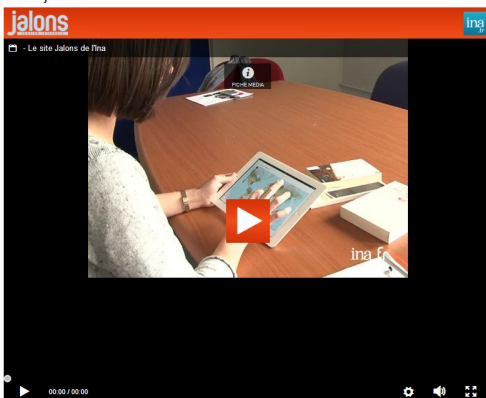 jalons
ina
.fr
- Le site Jalons de l'Ina
FICHE MEDIA
ina.fr
00:00 / 00:00